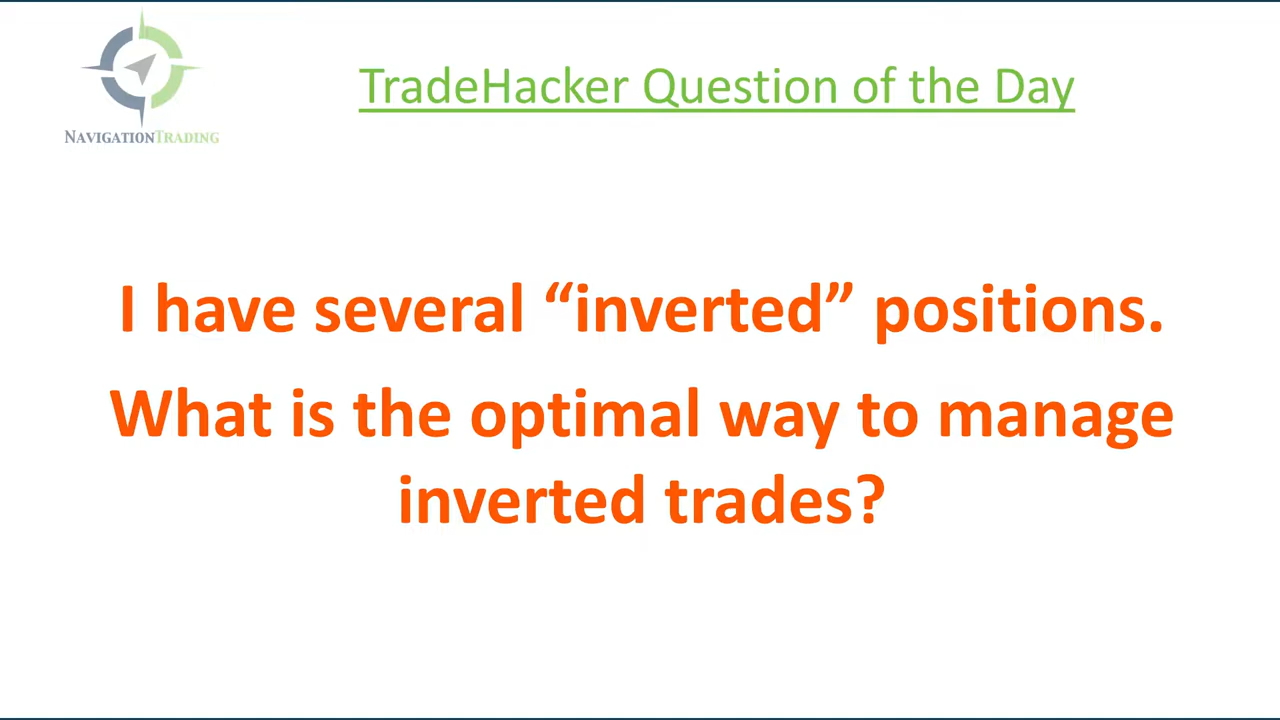 NAVIGATIONTRADING
TradeHacker Question of the Day
I have several “inverted” positions.
What is the optimal way to manage
inverted trades?